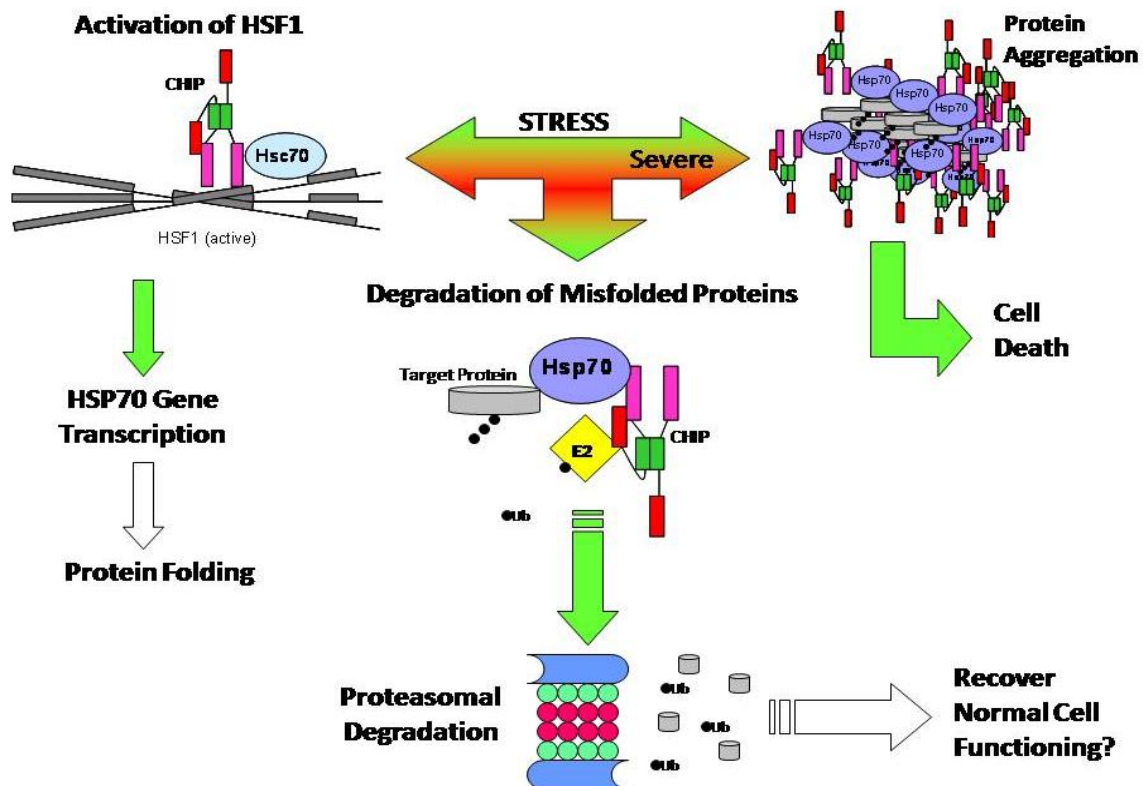 Activation of HSF1
CHIP
Hsc70
HSF1 (active)
HSP70 Gene
Transcription
Protein Folding
STRESS
Severe
Protein
Aggregation
Hsp70
Hsp70
Hsp70
Hsp70
Hsp70
Hsp70
Hsp70
Hsp70
Hsp70
Cell
Death
Degradation of Misfolded Proteins
Target Protein
Hsp70
E2
CHIP
Ub
Proteasomal
Degradation
Ub
Ub
Ub
Recover
Normal Cell
Functioning?